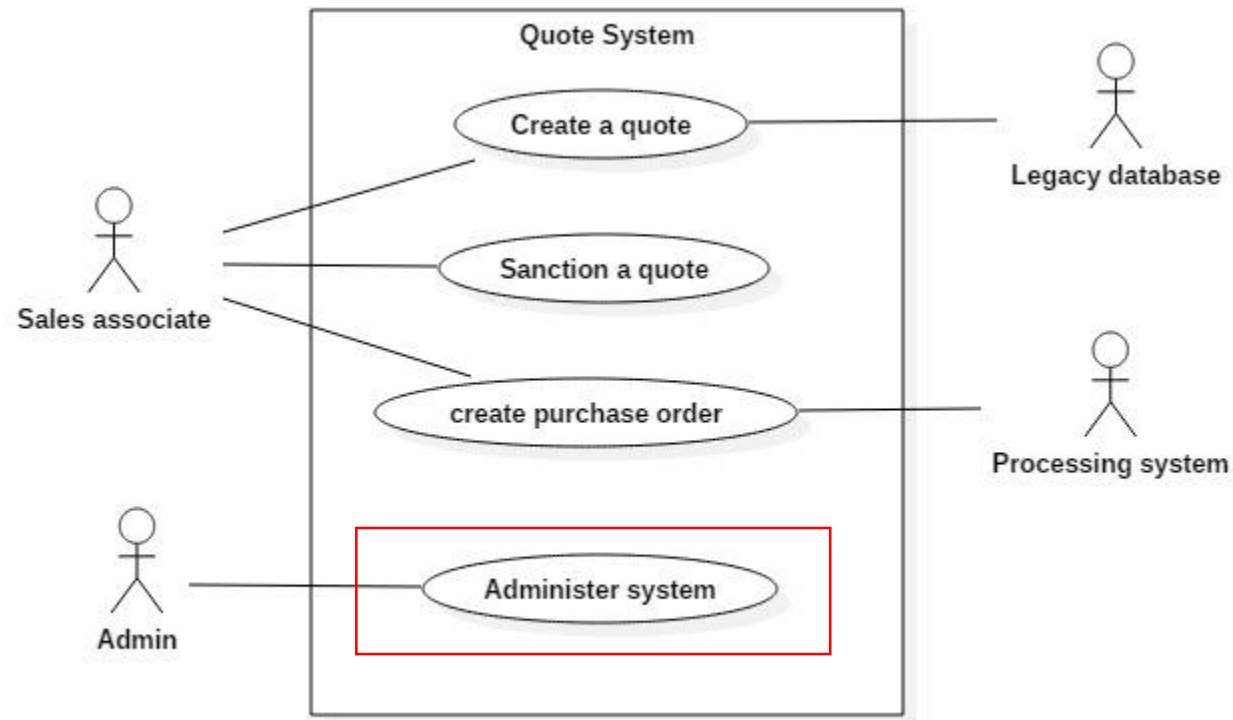 Quote System
Create a quote
Legacy database
Sanction a quote
Sales associate
create purchase order
Processing system
Administer system
Admin